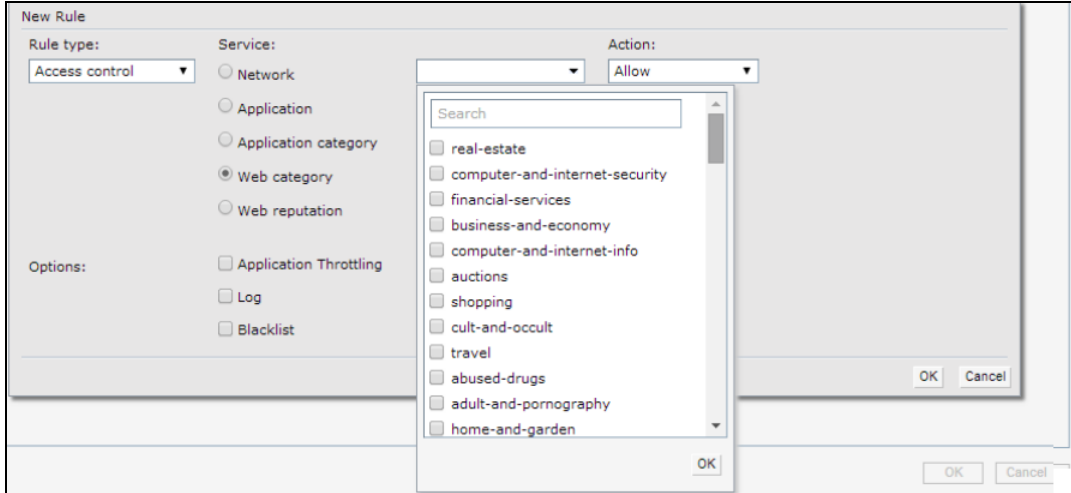 New Rule
Rule type:
Service:
Action:
Access control
Network
Allow
Application
Application category
Web category
Web reputation
Search
real-estate
computer-and-internet-security
financial-services
business-and-economy
computer-and-internet-info
auctions
shopping
cult-and-occult
travel
abused-drugs
adult-and-pornography
home-and-garden
OK
Options:
Application Throttling
Log
Blacklist
OK
Cancel
OK
Cancel